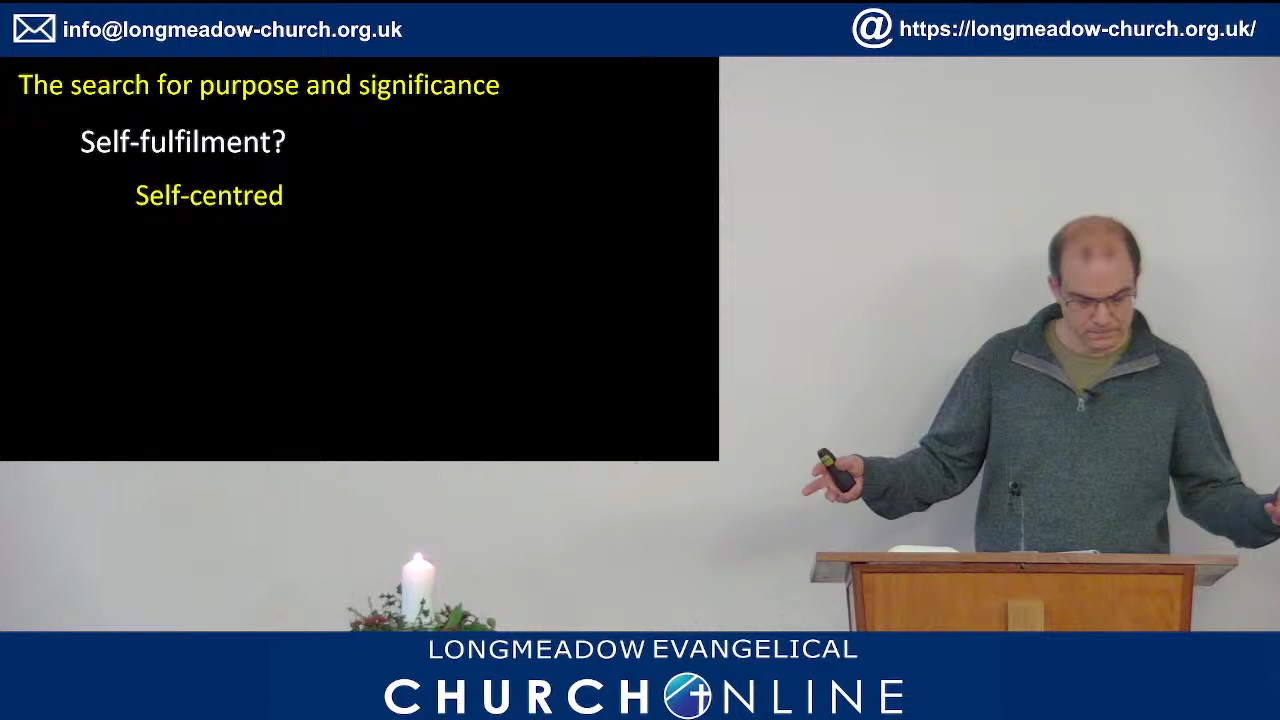 info@longmeadow-church.org.uk
@ https://longmeadow-church.org.uk/
The search for purpose and significance
Self-fulfilment?
Self-centred
LONGMEADOW EVANGELICAL
CHURCH ONLINE